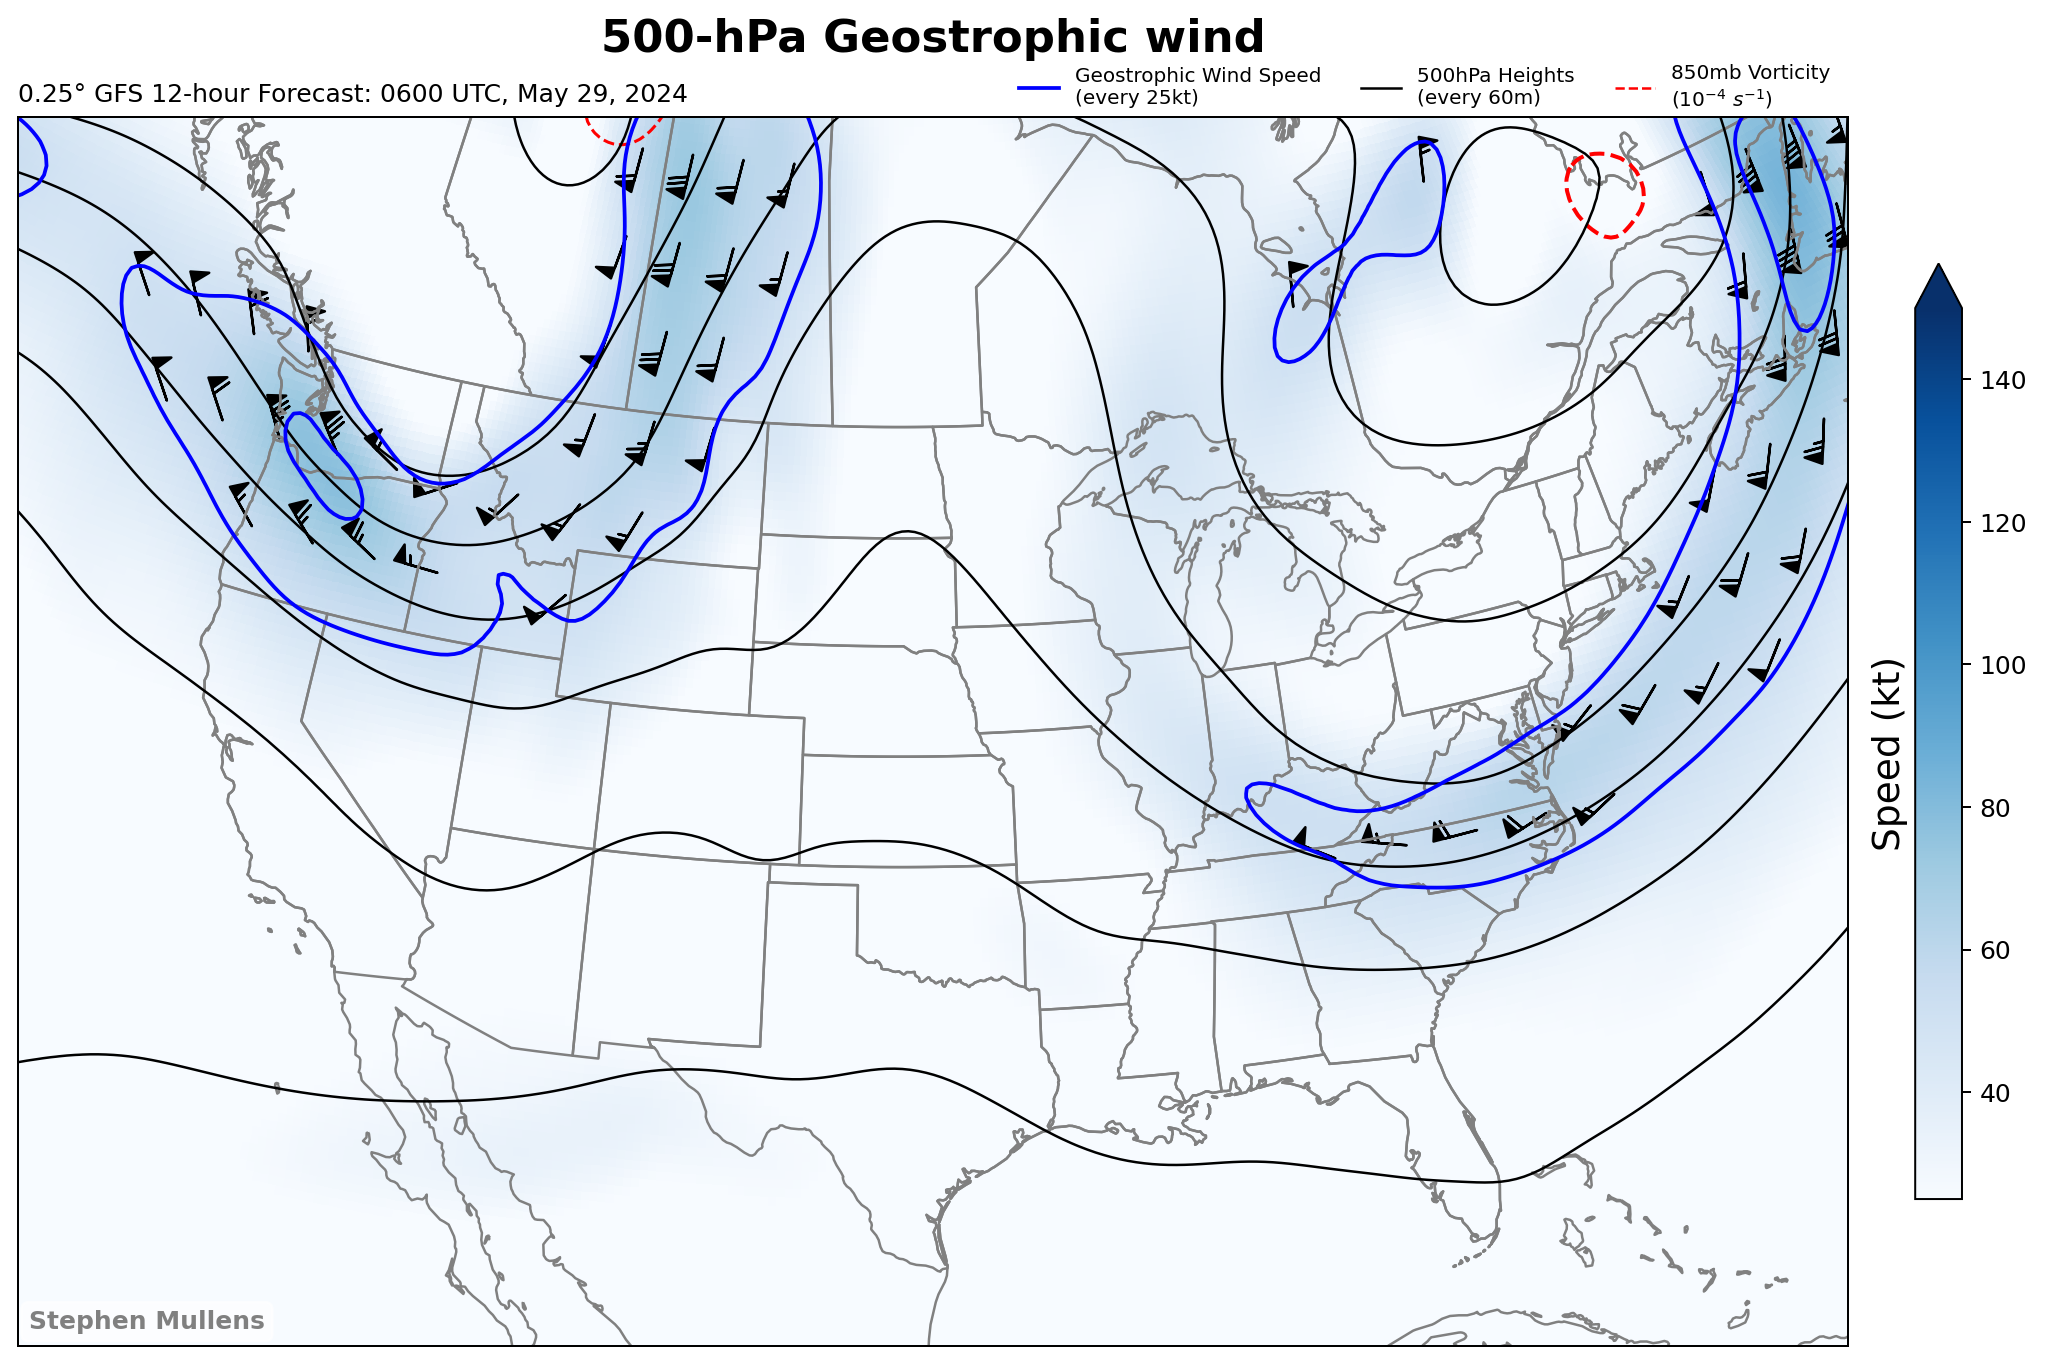 500-hPa Geostrophic wind
0.25° GFS 12-hour Forecast: 0600 UTC, May 29, 2024
Geostrophic Wind Speed
(every 25kt)
500hPa Heights
(every 60m)
850mb Vorticity
(10⁻⁴ s⁻¹)
140
120
100
80
60
40
Speed (kt)
Stephen Mullens